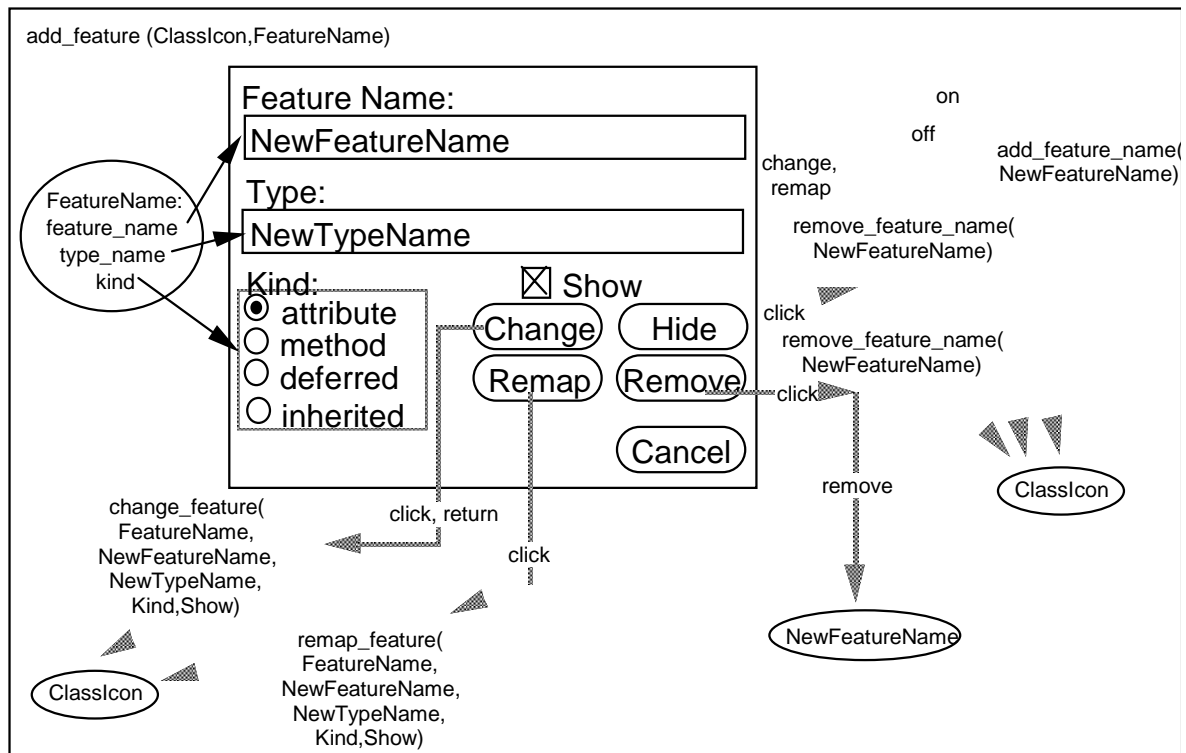 add_feature (ClassIcon,FeatureName)
Feature Name:
NewFeatureName
Type:
NewTypeName
Kind:
attribute
method
deferred
inherited
Show
Change
Hide
Remap
Remove
Cancel
FeatureName:
feature_name
type_name
kind
on
off
change,
remap
add_feature_name(
NewFeatureName)
remove_feature_name(
NewFeatureName)
click
remove_feature_name(
NewFeatureName)
click
remove
ClassIcon
NewFeatureName
click, return
change_feature(
FeatureName,
NewFeatureName,
NewTypeName,
Kind,Show)
ClassIcon
click
remap_feature(
FeatureName,
NewFeatureName,
NewTypeName,
Kind,Show)